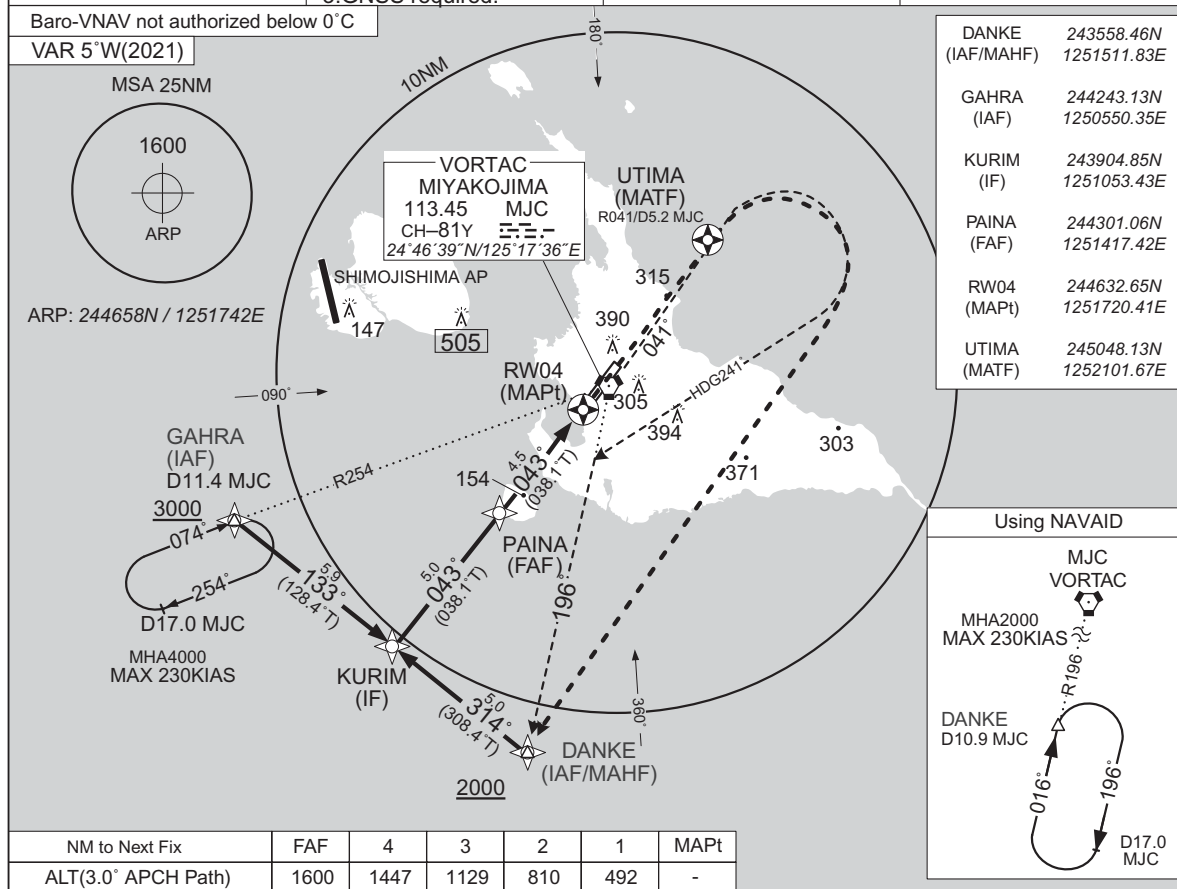 3.GNSS required.
Baro-VNAV not authorized below 0˚C
VAR 5˚W(2021)
MSA 25NM
1600
ARP
ARP: 244658N / 1251742E
10NM
180˚
090˚
360˚
VORTAC
MIYAKOJIMA
113.45 MJC
CH–81Y
24˚46´39˝N/125˚17´36˝E
UTIMA
(MATF)
R041/D5.2 MJC
SHIMOJISHIMA AP
147
505
315
390
041˚
RW04
(MAPt)
305
394
HDG241˚
303
371
GAHRA
(IAF)
D11.4 MJC
3000
R254
074˚
254˚
D17.0 MJC
MHA4000
MAX 230KIAS
5.9
133˚
(128.4˚T)
154
4.5
043˚
(038.1˚T)
PAINA
(FAF)
5.0
043˚
(038.1˚T)
196˚
KURIM
(IF)
5.0
314˚
(308.4˚T)
DANKE
(IAF/MAHF)
2000
DANKE 243558.46N
(IAF/MAHF) 1251511.83E
GAHRA 244243.13N
(IAF) 1250550.35E
KURIM 243904.85N
(IF) 1251053.43E
PAINA 244301.06N
(FAF) 1251417.42E
RW04 244632.65N
(MAPt) 1251720.41E
UTIMA 245048.13N
(MATF) 1252101.67E
Using NAVAID
MJC
VORTAC
MHA2000
MAX 230KIAS
R196
DANKE
D10.9 MJC
016˚
196˚
D17.0
MJC
NM to Next Fix FAF 4 3 2 1 MAPt
ALT(3.0˚ APCH Path) 1600 1447 1129 810 492 -